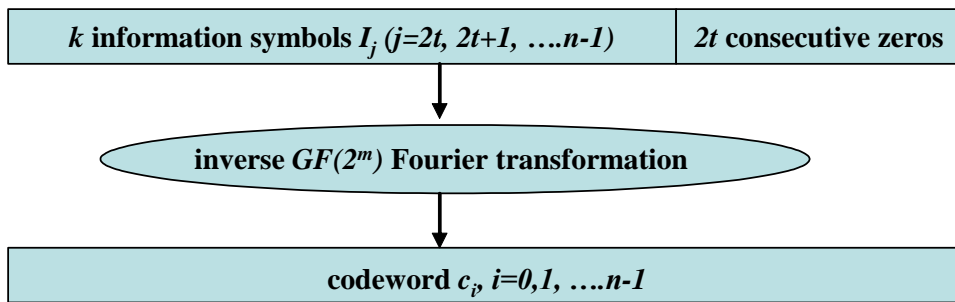 k information symbols I_j (j=2t, 2t+1, ….n-1) 2t consecutive zeros
inverse GF(2^m) Fourier transformation
codeword c_i, i=0,1, ….n-1